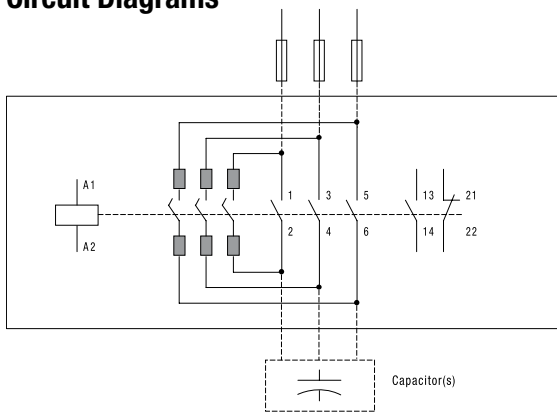 Circuit Diagrams
A1
1 3 5 13 21
2 4 6 14 22
A2
Capacitor(s)